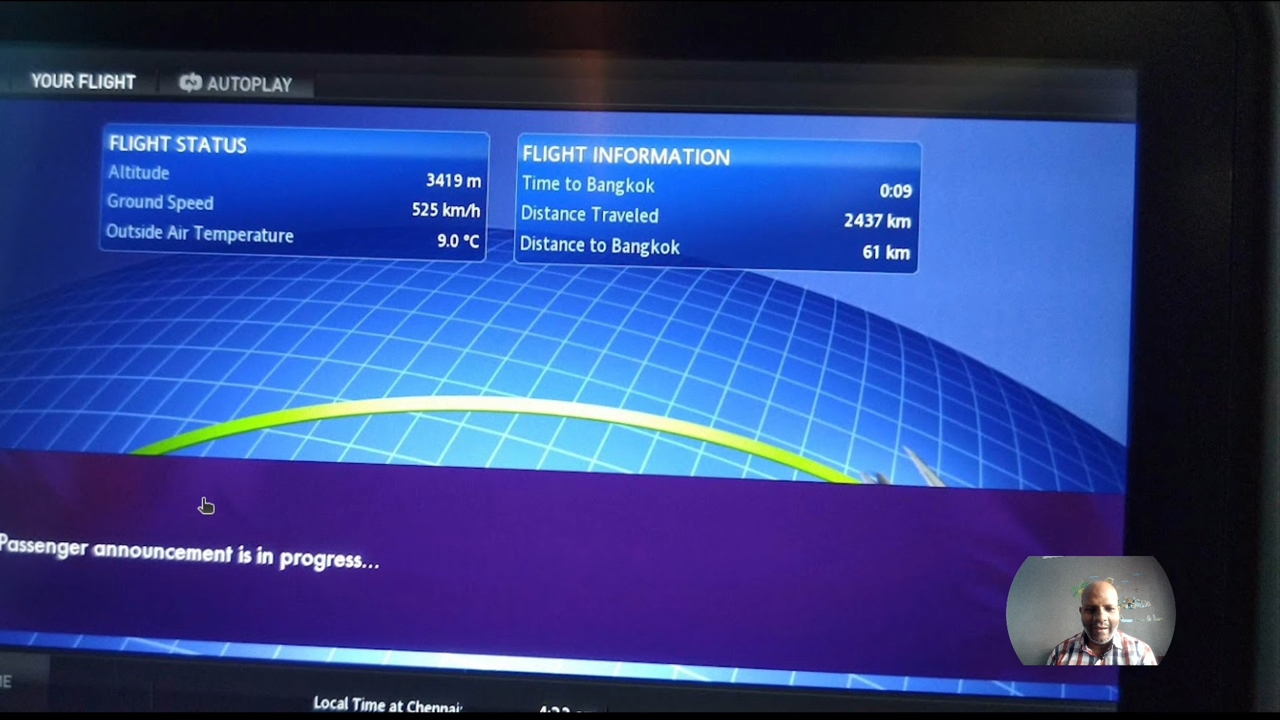 YOUR FLIGHT
AUTOPLAY
FLIGHT STATUS
Altitude 3419 m
Ground Speed 525 km/h
Outside Air Temperature 9.0 °C
FLIGHT INFORMATION
Time to Bangkok 0:09
Distance Traveled 2437 km
Distance to Bangkok 61 km
Passenger announcement is in progress...
Local Time at Chennai: